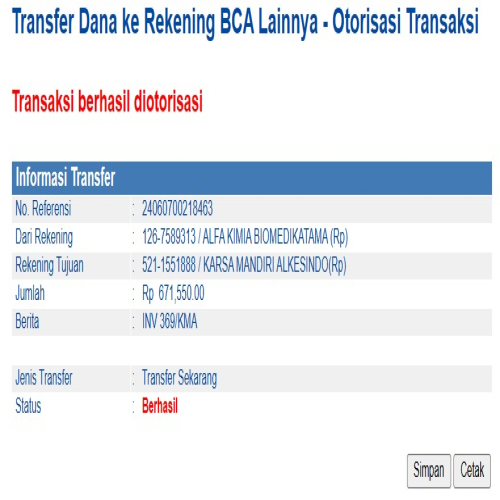 Transfer Dana ke Rekening BCA Lainnya - Otorisasi Transaksi
Transaksi berhasil diotorisasi
Informasi Transfer
No. Referensi : 24060700218463
Dari Rekening : 126-7589313 / ALFA KIMIA BIOMEDIKATAMA (Rp)
Rekening Tujuan : 521-1551888 / KARSA MANDIRI ALKESINDO(Rp)
Jumlah : Rp 671,550.00
Berita : INV 369/KMA
Jenis Transfer : Transfer Sekarang
Status : Berhasil
Simpan Cetak